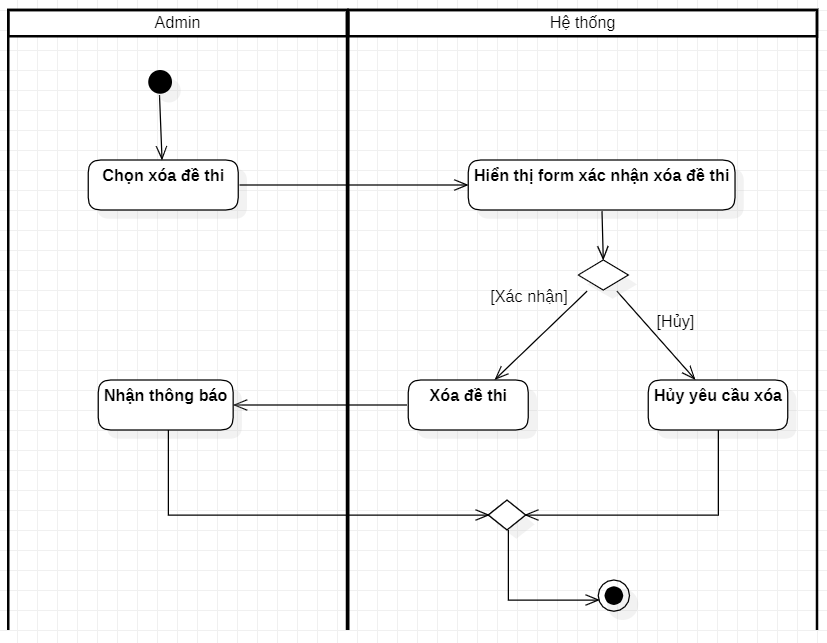 Admin
Hệ thống
Chọn xóa đề thi
Hiển thị form xác nhận xóa đề thi
[Xác nhận]
[Hủy]
Nhận thông báo
Xóa đề thi
Hủy yêu cầu xóa